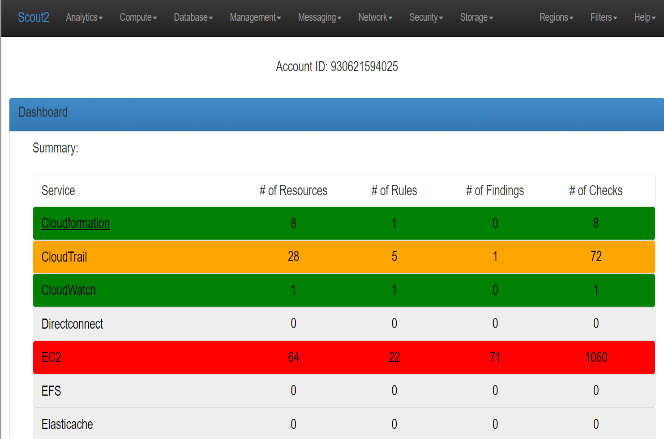 Scout2 Analytics Compute Database Management Messaging Network Security Storage Regions Filters Help
Account ID: 930621594025
Dashboard
Summary:
Service # of Resources # of Rules # of Findings # of Checks
Cloudformation 8 1 0 8
CloudTrail 28 5 1 72
CloudWatch 1 1 0 1
Directconnect 0 0 0 0
EC2 64 22 71 1060
EFS 0 0 0 0
Elasticache 0 0 0 0